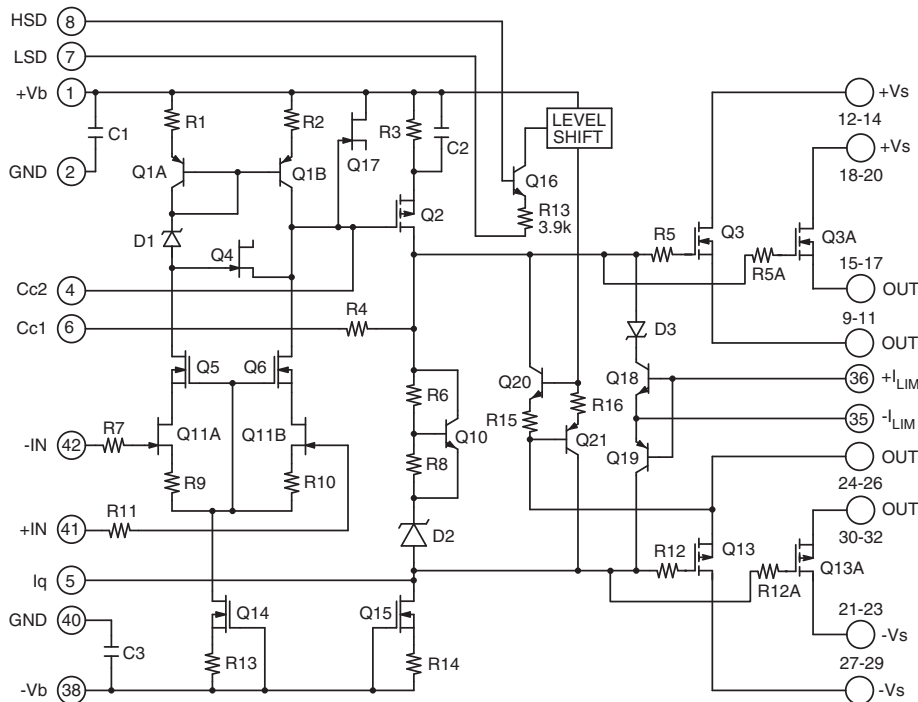 HSD 8
LSD 7
+Vb 1
+Vs
12-14
R1
R2
R3
C1
C2
LEVEL
SHIFT
Q17
GND 2
Q1A
Q1B
Q16
+Vs
18-20
R13
3.9k
Q2
D1
Q4
R5
Q3
Q3A
R5A
15-17
OUT
Cc2 4
9-11
OUT
Cc1 6
R4
D3
Q5
Q6
Q20
Q18
36 +ILIM
R6
R16
R15
Q10
Q21
35 -ILIM
R7
-IN 42
Q11A
Q11B
Q19
OUT
24-26
R8
R9
R10
+IN 41
R11
OUT
30-32
D2
R12
Q13
Q13A
R12A
Iq 5
21-23
-Vs
Q14
Q15
GND 40
C3
R13
R14
27-29
-Vs
-Vb 38